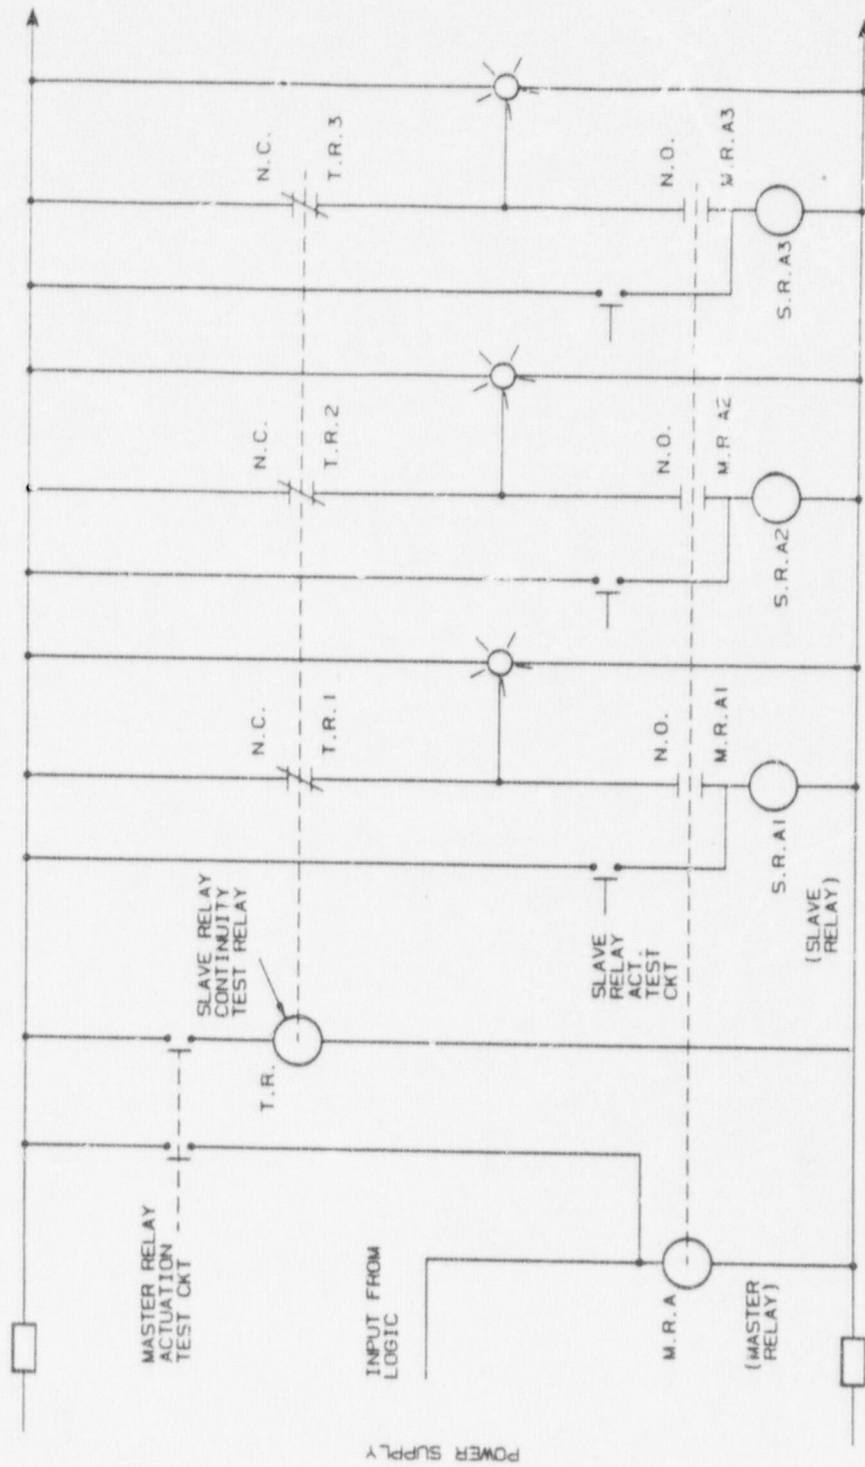 POWER SUPPLY
MASTER RELAY
ACTUATION
TEST CKT
INPUT FROM
LOGIC
M.R.A
(MASTER
RELAY)
T.R.
SLAVE RELAY
CONTINUITY
TEST RELAY
SLAVE
RELAY
ACT.
TEST
CKT
(SLAVE
RELAY)
N.C.
T.R.1
N.O.
M.R.A1
S.R.A1
N.C.
T.R.2
N.O.
M.R A2
S.R.A2
N.C.
T.R.3
N.O.
M.R.A3
S.R.A3